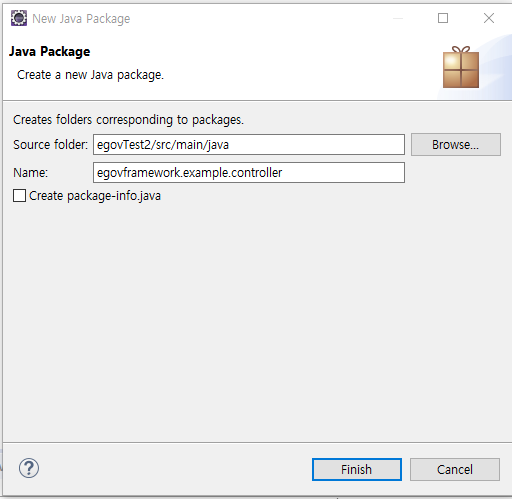 New Java Package
Java Package
Create a new Java package.
Creates folders corresponding to packages.
Source folder: egovTest2/src/main/java Browse...
Name: egovframework.example.controller
Create package-info.java
? Finish Cancel